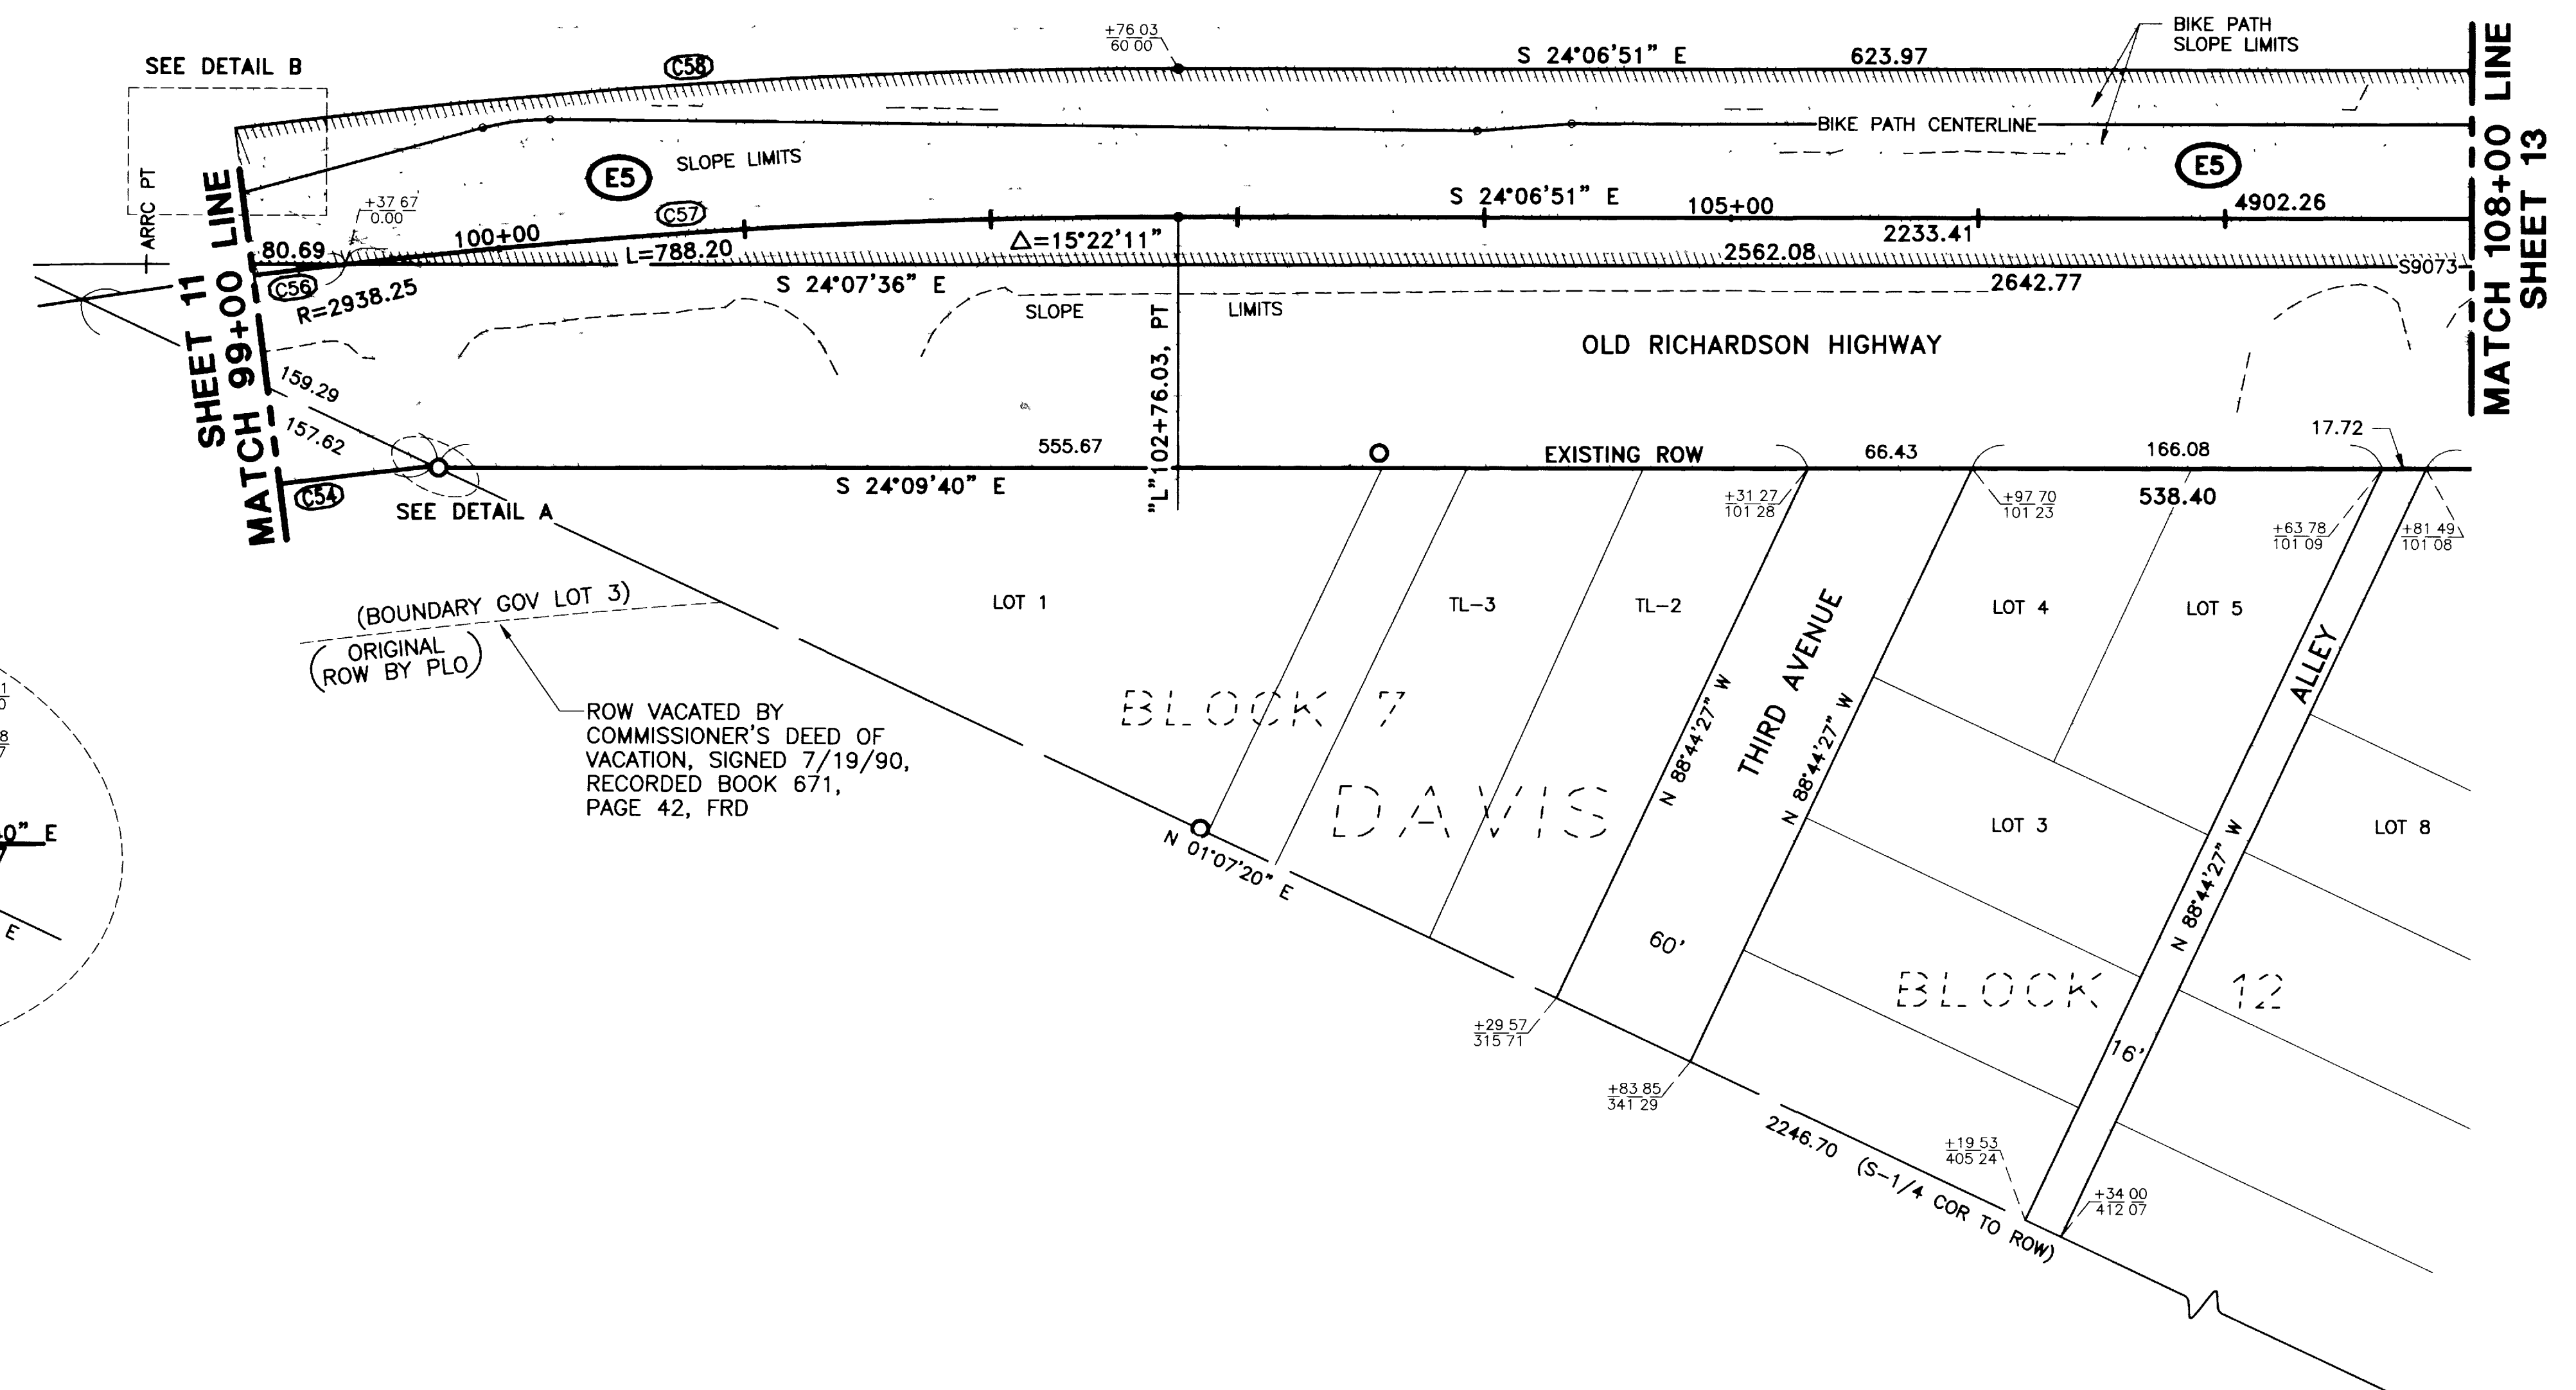 SEE DETAIL B
C58
+76 03
60 00
S 24°06'51" E
623.97
BIKE PATH
SLOPE LIMITS
MATCH 108+00 LINE
SHEET 13
ARRC PT
SHEET 11
MATCH 99+00 LINE
BIKE PATH CENTERLINE
E5
SLOPE LIMITS
E5
+37 67
0.00
C57
S 24°06'51" E
105+00
4902.26
80.69
100+00
L=788.20
△=15°22'11"
2233.41
2562.08
C56
R=2938.25
S 24°07'36" E
2642.77
S9073
SLOPE
LIMITS
"L" 102+76.03, PT
OLD RICHARDSON HIGHWAY
159.29
157.62
C54
SEE DETAIL A
555.67
S 24°09'40" E
EXISTING ROW
66.43
166.08
17.72
538.40
+31 27
101 28
+97 70
101 23
+63 78
101 09
+81 49
101 08
(BOUNDARY GOV LOT 3)
(ORIGINAL
ROW BY PLO)
ROW VACATED BY
COMMISSIONER'S DEED OF
VACATION, SIGNED 7/19/90,
RECORDED BOOK 671,
PAGE 42, FRD
LOT 1
TL-3
TL-2
LOT 4
LOT 5
BLOCK 7
DAVIS
N 88°44'27" W
THIRD AVENUE
N 88°44'27" W
ALLEY
N 88°44'27" W
LOT 3
LOT 8
N 01°07'20" E
60'
BLOCK 12
16'
+29 57
315 71
+83 85
341 29
2246.70 (S-1/4 COR TO ROW)
+19 53
405 24
+34 00
412 07
1
0
8
7
0" E
E